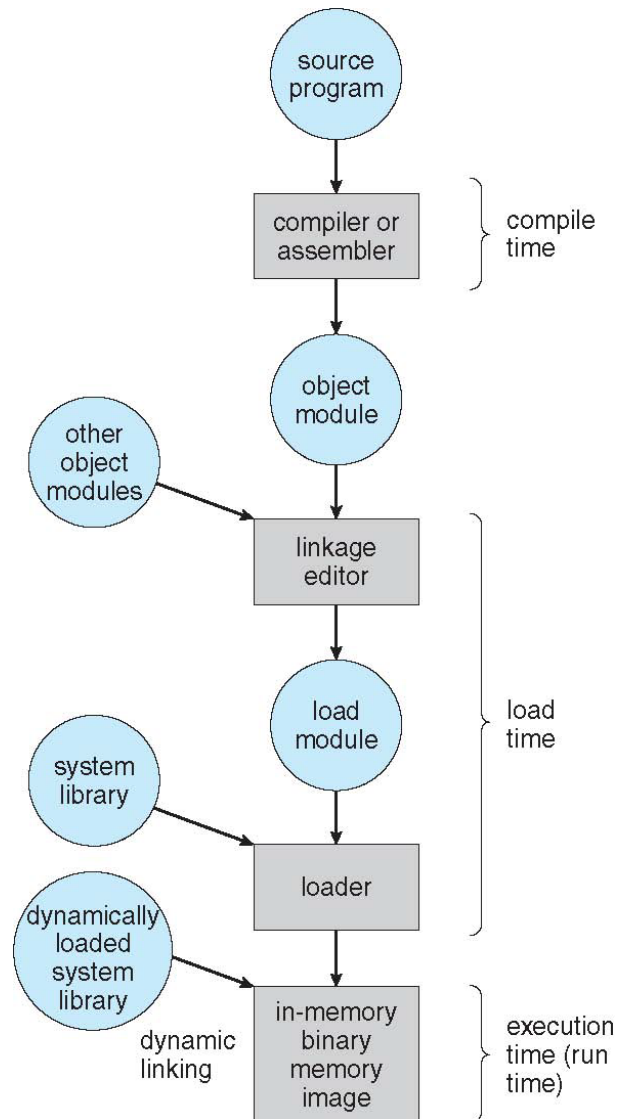 source
program
compiler or
assembler
compile
time
object
module
other
object
modules
linkage
editor
load
module
load
time
system
library
loader
dynamically
loaded
system
library
dynamic
linking
in-memory
binary
memory
image
execution
time (run
time)